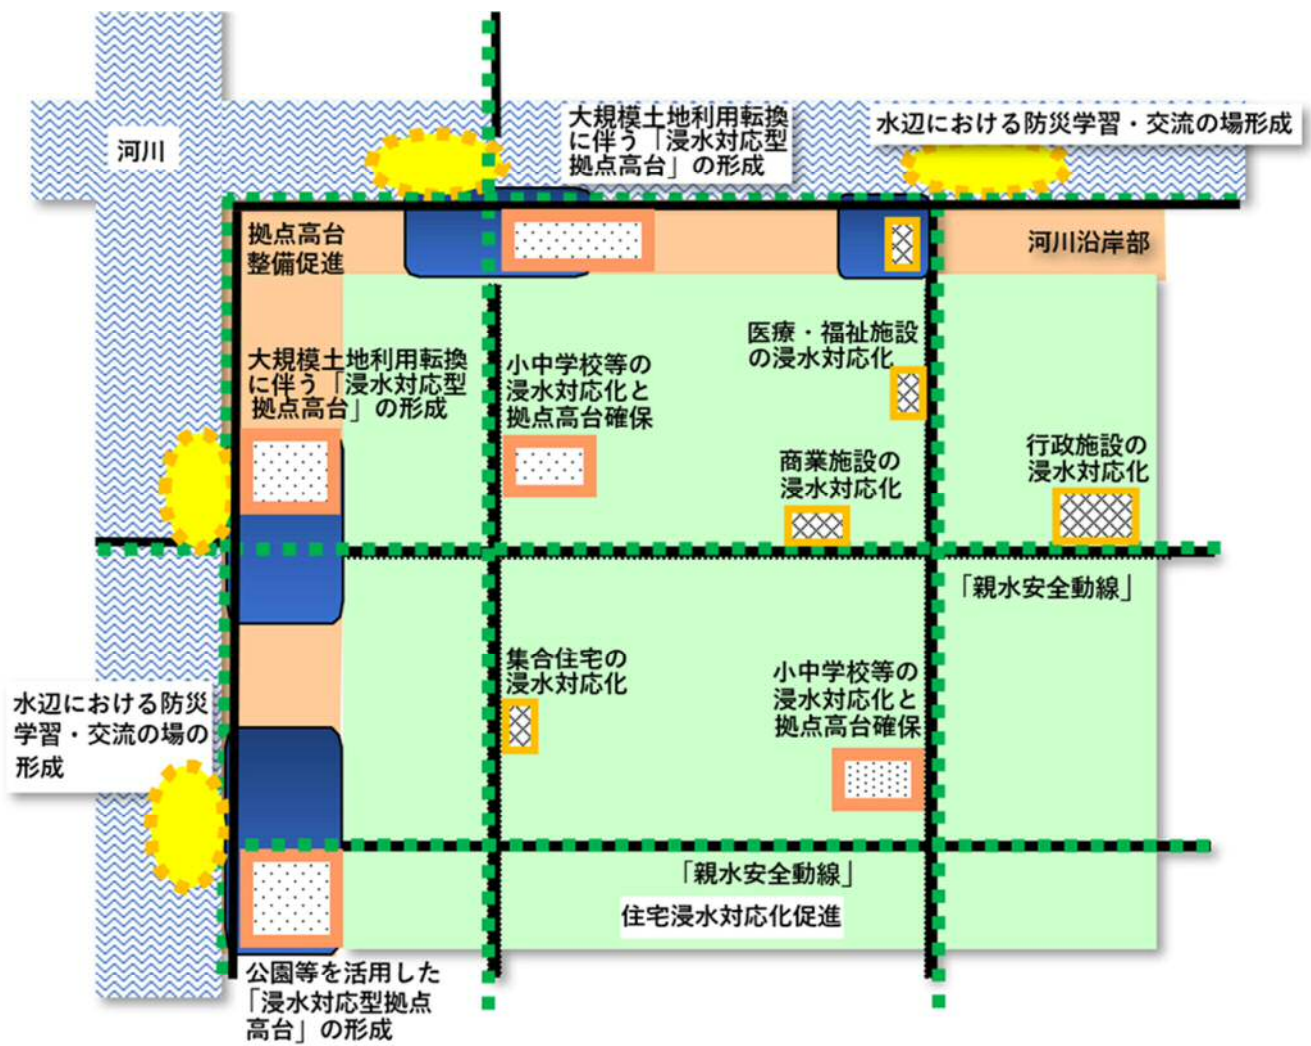 河川
大規模土地利用転換
に伴う「浸水対応型
拠点高台」の形成
水辺における防災学習・交流の場形成
拠点高台
整備促進
河川沿岸部
大規模土地利用転換
に伴う「浸水対応型
拠点高台」の形成
小中学校等の
浸水対応化と
拠点高台確保
医療・福祉施設
の浸水対応化
商業施設の
浸水対応化
行政施設の
浸水対応化
「親水安全動線」
水辺における防災
学習・交流の場の
形成
集合住宅の
浸水対応化
小中学校等の
浸水対応化と
拠点高台確保
「親水安全動線」
住宅浸水対応化促進
公園等を活用した
「浸水対応型拠点
高台」の形成